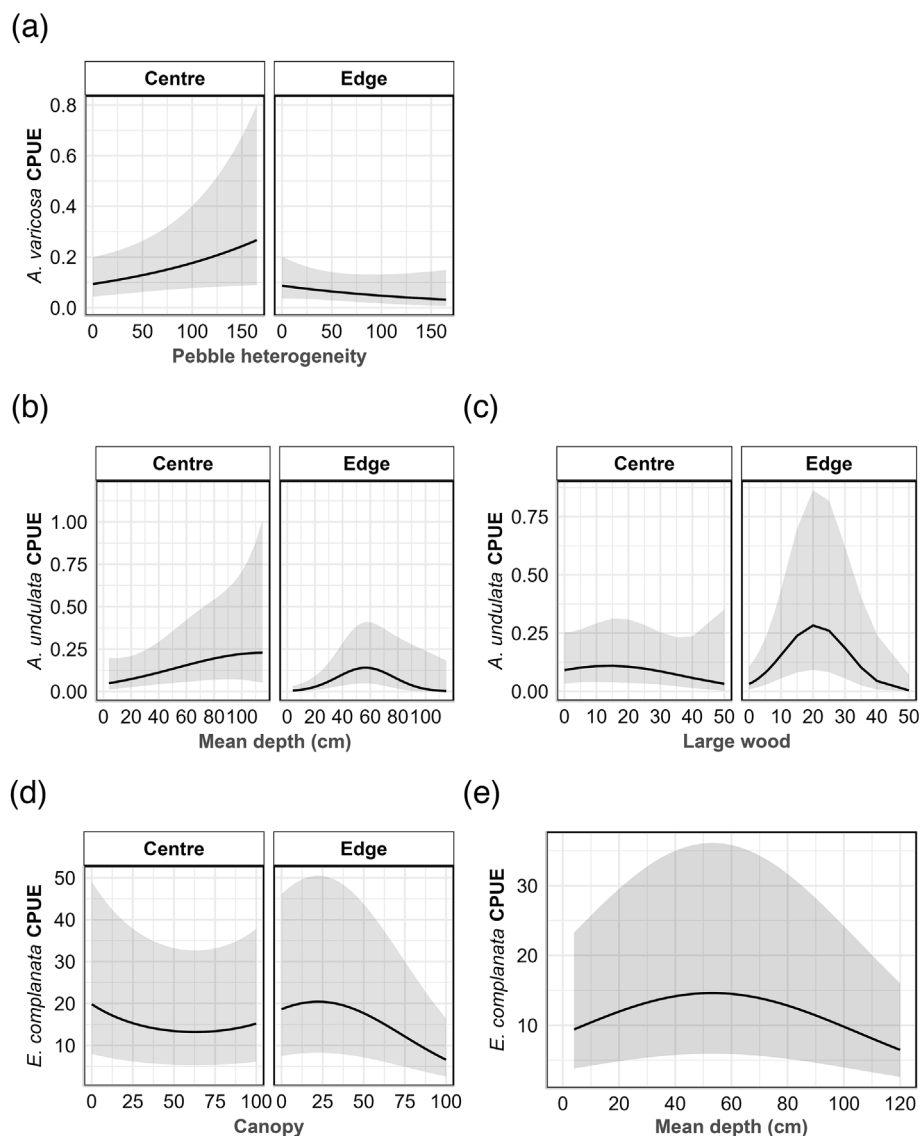 (a)
Centre Edge
A. varicosa CPUE
0.8
0.6
0.4
0.2
0.0
0 50 100 150 0 50 100 150
Pebble heterogeneity
(b)
Centre Edge
A. undulata CPUE
1.00
0.75
0.50
0.25
0.00
0 20 40 60 80 100 0 20 40 60 80 100
Mean depth (cm)
(c)
Centre Edge
A. undulata CPUE
0.75
0.50
0.25
0.00
0 10 20 30 40 50 0 10 20 30 40 50
Large wood
(d)
Centre Edge
E. complanata CPUE
50
40
30
20
10
0 25 50 75 100 0 25 50 75 100
Canopy
(e)
E. complanata CPUE
30
20
10
0 20 40 60 80 100 120
Mean depth (cm)